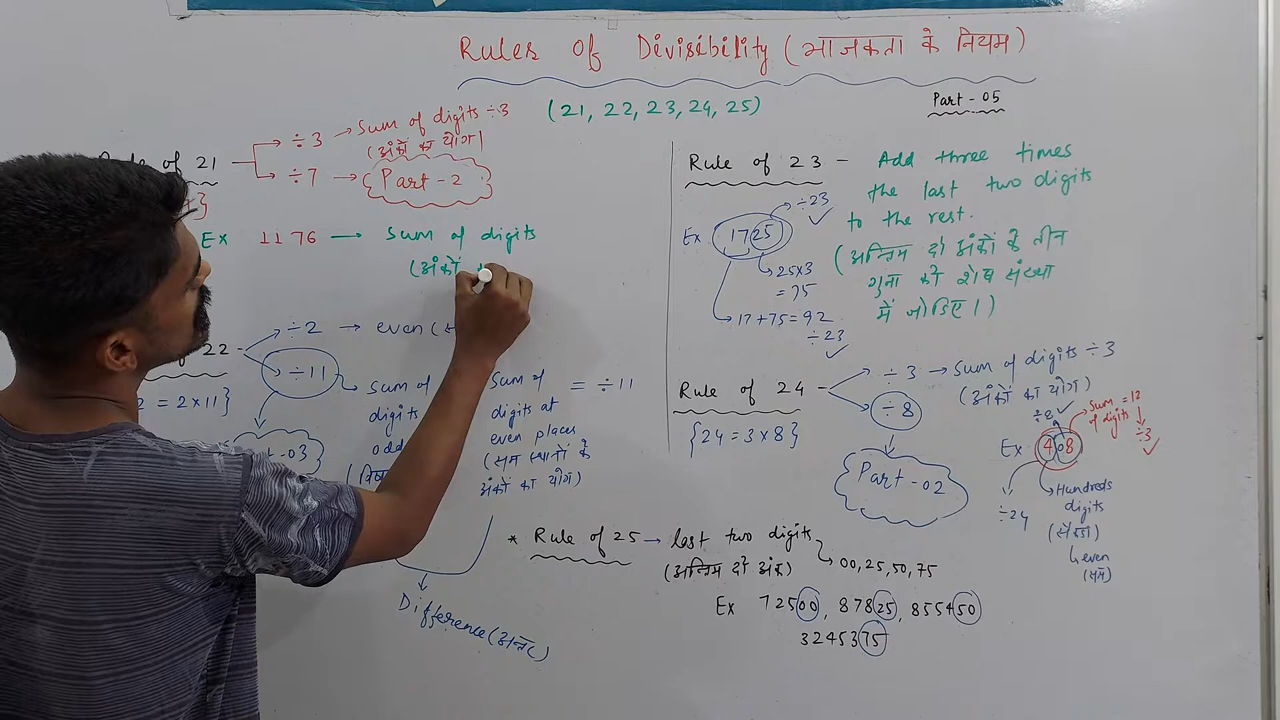 Rules of Divisibility (भाजकता के नियम)
(21, 22, 23, 24, 25)
Part - 05
Rule of 21
÷3 → Sum of digits ÷3
(अंकों का योग)
÷7 → Part - 2
Ex 1176 — Sum of digits
(अंकों
÷2 → even
of 22
÷11
2 = 2 x 11}
Sum of
digits
odd
Sum of
digits at
even places
(सम स्थानों के
अंकों का योग)
= ÷11
-03
Difference (अन्तर)
Rule of 23 - Add three times
the last two digits
to the rest.
(अन्तिम दो अंकों के तीन
गुना को शेष संख्या
में जोडिए।)
Ex 1725
÷23 ✓
25x3
= 75
17+75 = 92
÷23 ✓
Rule of 24
{24 = 3 x 8}
÷3 → Sum of digits ÷3
(अंकों का योग)
÷8
Part - 02
Ex 408
÷8 ✓
Sum = 12
of digits
÷3 ✓
÷24
Hundreds
digits
(सैकडा)
even
(सम)
* Rule of 25 → last two digits
(अन्तिम दो अंक)
00, 25, 50, 75
Ex 72500, 87825, 855450
3245375